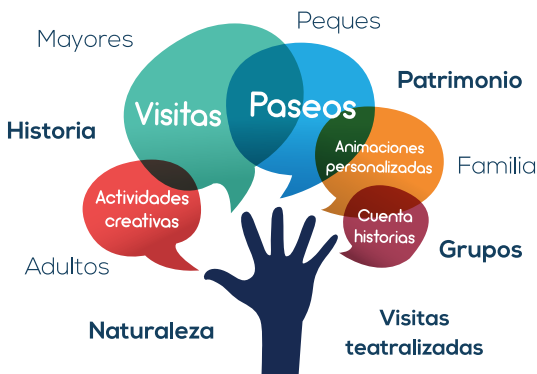 Peques
Mayores
Patrimonio
Visitas
Paseos
Historia
Animaciones
personalizadas
Familia
Actividades
creativas
Cuenta
historias
Grupos
Adultos
Naturaleza
Visitas
teatralizadas